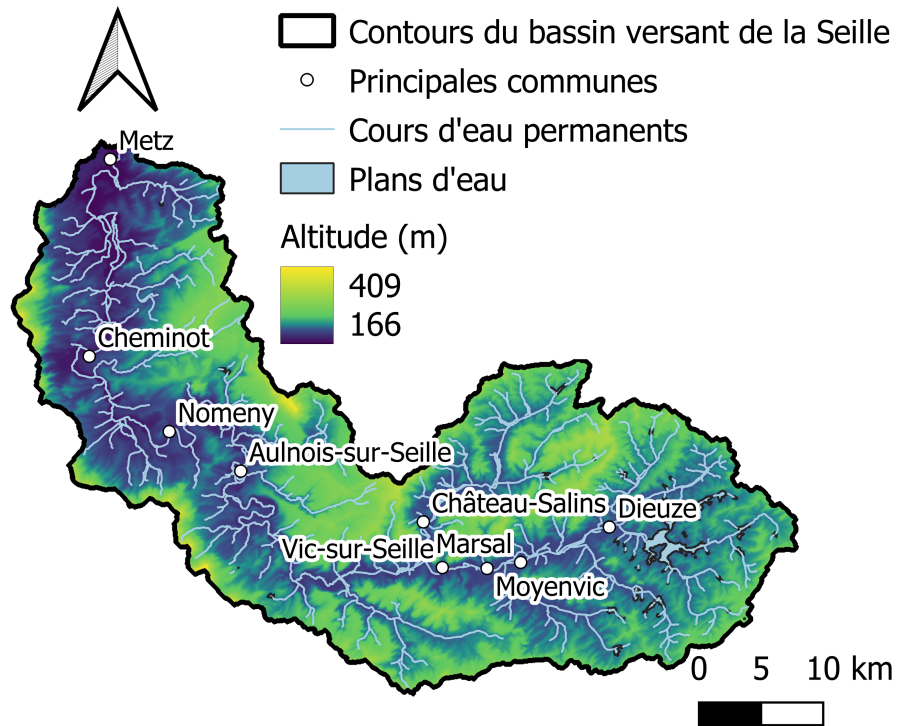 Contours du bassin versant de la Seille
Principales communes
Cours d'eau permanents
Plans d'eau
Altitude (m)
409
166
Metz
Cheminot
Nomeny
Aulnois-sur-Seille
Château-Salins
Dieuze
Vic-sur-Seille
Marsal
Moyenvic
0 5 10 km